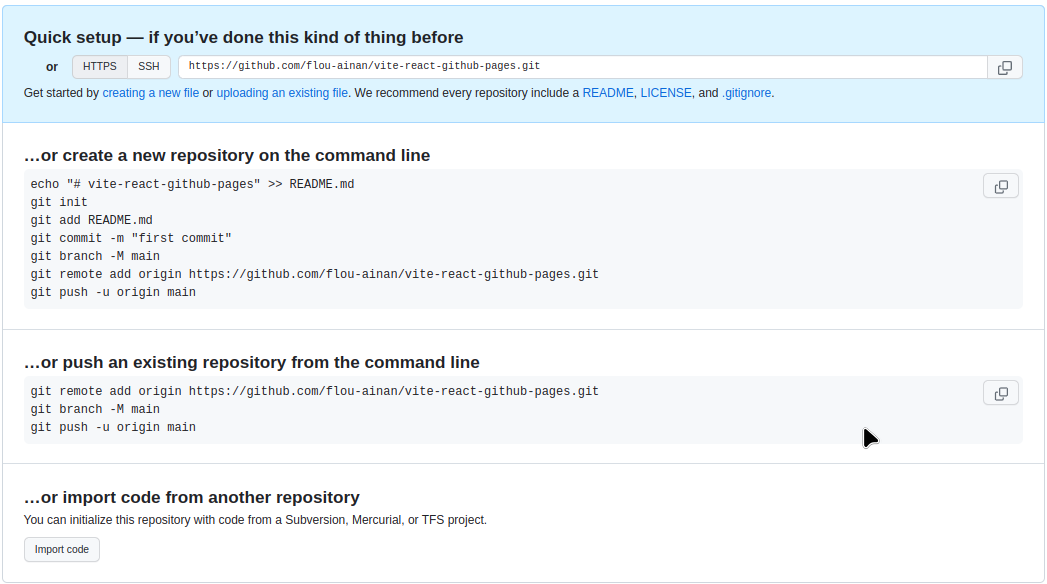 Quick setup — if you’ve done this kind of thing before
or HTTPS SSH https://github.com/flou-ainan/vite-react-github-pages.git
Get started by creating a new file or uploading an existing file. We recommend every repository include a README, LICENSE, and .gitignore.
…or create a new repository on the command line
echo "# vite-react-github-pages" >> README.md
git init
git add README.md
git commit -m "first commit"
git branch -M main
git remote add origin https://github.com/flou-ainan/vite-react-github-pages.git
git push -u origin main
…or push an existing repository from the command line
git remote add origin https://github.com/flou-ainan/vite-react-github-pages.git
git branch -M main
git push -u origin main
…or import code from another repository
You can initialize this repository with code from a Subversion, Mercurial, or TFS project.
Import code